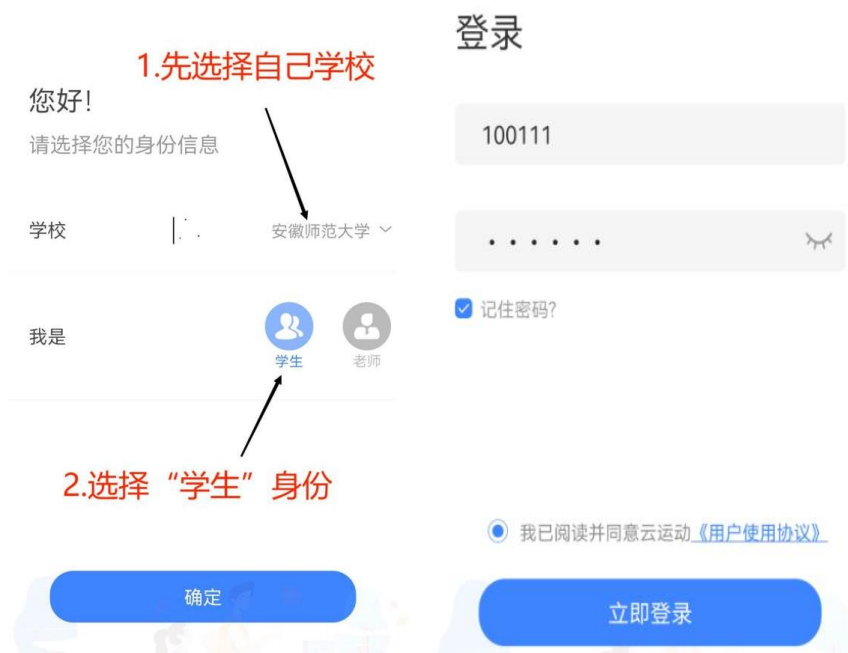 1.先选择自己学校
您好!
请选择您的身份信息
学校
安徽师范大学
我是
学生
老师
2.选择“学生”身份
确定
登录
100111
······
记住密码?
我已阅读并同意云运动《用户使用协议》
立即登录